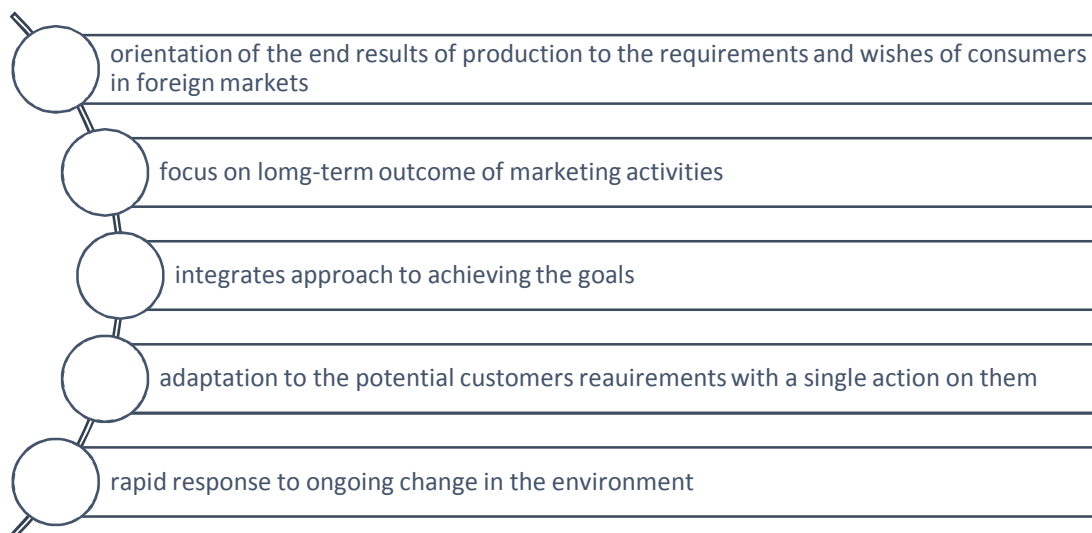 orientation of the end results of production to the requirements and wishes of consumers
in foreign markets
focus on lomg-term outcome of marketing activities
integrates approach to achieving the goals
adaptation to the potential customers reauirements with a single action on them
rapid response to ongoing change in the environment